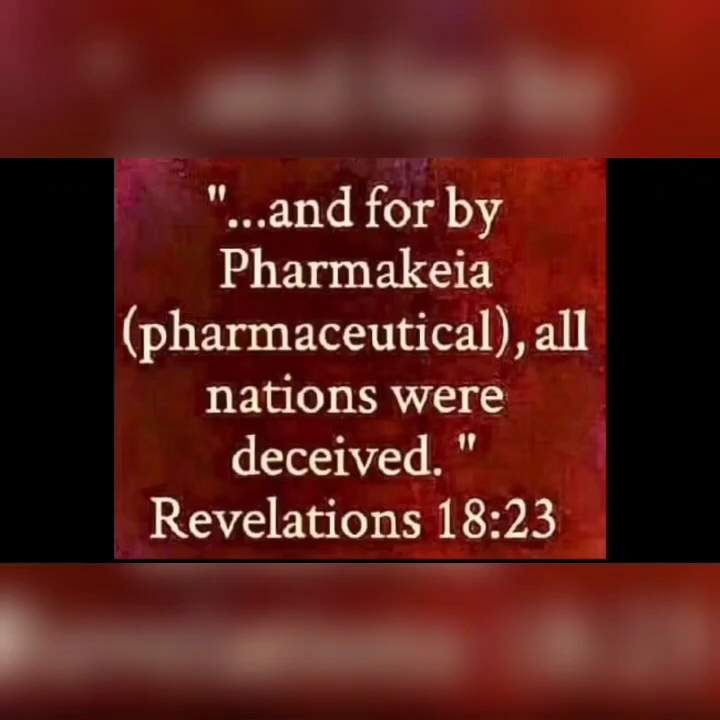 "...and for by
Pharmakeia
(pharmaceutical), all
nations were
deceived. "
Revelations 18:23